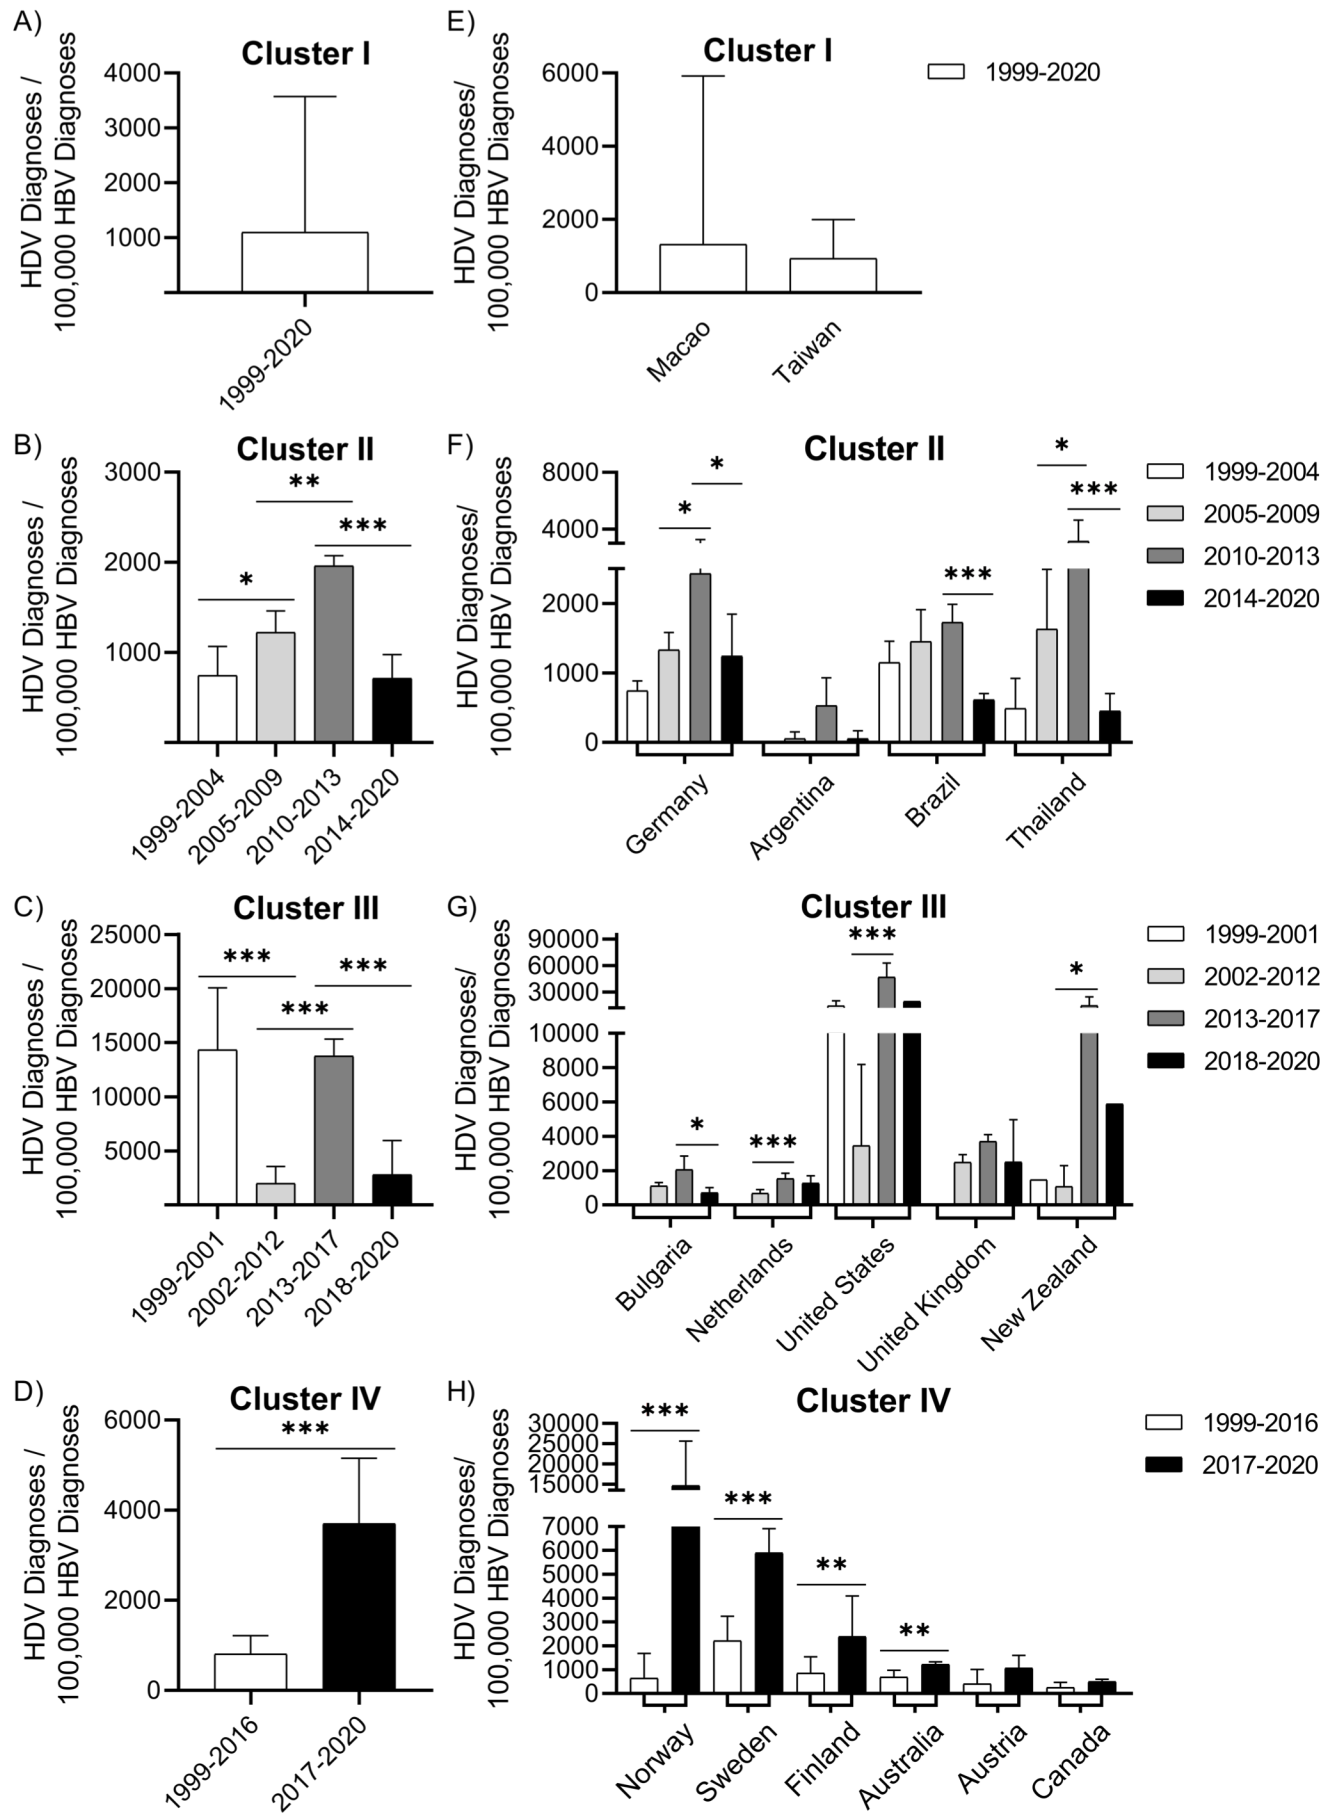 A)
Cluster I
HDV Diagnoses /
100,000 HBV Diagnoses
4000
3000
2000
1000
1999-2020
E)
Cluster I
HDV Diagnoses/
100,000 HBV Diagnoses
6000
4000
2000
0
Macao
Taiwan
1999-2020
B)
Cluster II
HDV Diagnoses /
100,000 HBV Diagnoses
3000
2000
1000
*
**
***
1999-2004
2005-2009
2010-2013
2014-2020
F)
Cluster II
HDV Diagnoses/
100,000 HBV Diagnoses
8000
4000
2000
1000
0
*
*
***
*
***
Germany
Argentina
Brazil
Thailand
1999-2004
2005-2009
2010-2013
2014-2020
C)
Cluster III
HDV Diagnoses /
100,000 HBV Diagnoses
25000
20000
15000
10000
5000
***
***
***
1999-2001
2002-2012
2013-2017
2018-2020
G)
Cluster III
HDV Diagnoses/
100,000 HBV Diagnoses
90000
60000
30000
10000
8000
6000
4000
2000
0
*
***
***
*
Bulgaria
Netherlands
United States
United Kingdom
New Zealand
1999-2001
2002-2012
2013-2017
2018-2020
D)
Cluster IV
HDV Diagnoses /
100,000 HBV Diagnoses
6000
4000
2000
0
***
1999-2016
2017-2020
H)
Cluster IV
HDV Diagnoses/
100,000 HBV Diagnoses
30000
25000
20000
15000
7000
6000
5000
4000
3000
2000
1000
0
***
***
**
**
Norway
Sweden
Finland
Australia
Austria
Canada
1999-2016
2017-2020